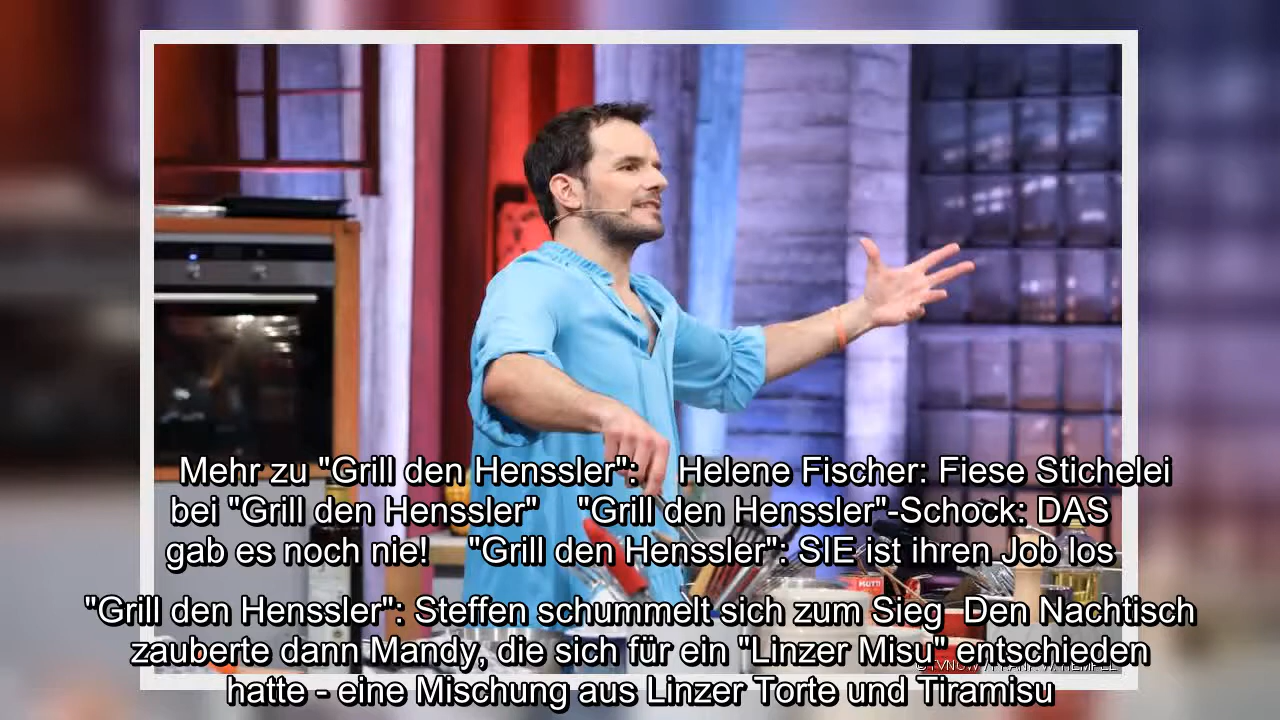 Mehr zu "Grill den Henssler":    Helene Fischer: Fiese Stichelei
bei "Grill den Henssler"    "Grill den Henssler"-Schock: DAS
gab es noch nie!    "Grill den Henssler": SIE ist ihren Job los
"Grill den Henssler": Steffen schummelt sich zum Sieg  Den Nachtisch
zauberte dann Mandy, die sich für ein "Linzer Misu"  entschieden
hatte - eine Mischung aus Linzer Torte und Tiramisu
MUTTI